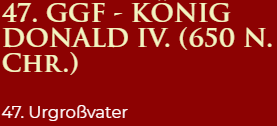 47. GGF - KÖNIG
DONALD IV. (650 N.
CHR.)
47. Urgroßvater